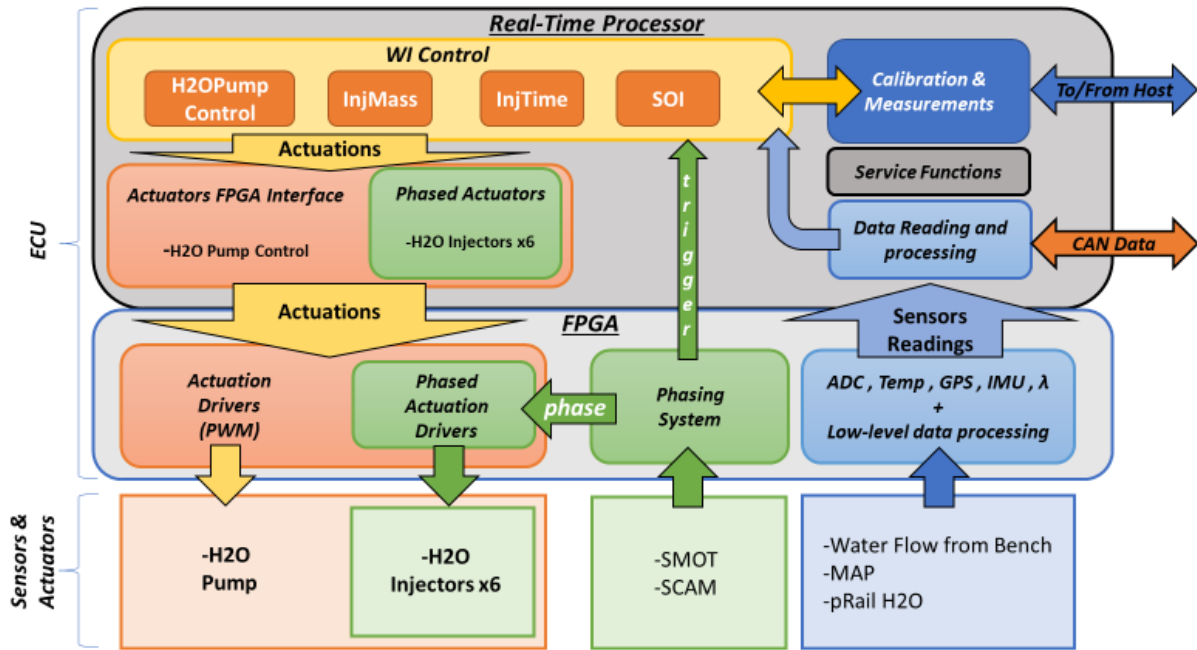 Real-Time Processor
WI Control
H2OPump
Control
InjMass
InjTime
SOI
Calibration &
Measurements
To/From Host
Actuations
Service Functions
Actuators FPGA Interface
-H2O Pump Control
Phased Actuators
-H2O Injectors x6
trigger
Data Reading and
processing
CAN Data
ECU
Actuations
FPGA
Sensors
Readings
Actuation
Drivers
(PWM)
Phased
Actuation
Drivers
phase
Phasing
System
ADC , Temp , GPS , IMU , λ
+
Low-level data processing
Sensors &
Actuators
-H2O
Pump
-H2O
Injectors x6
-SMOT
-SCAM
-Water Flow from Bench
-MAP
-pRail H2O